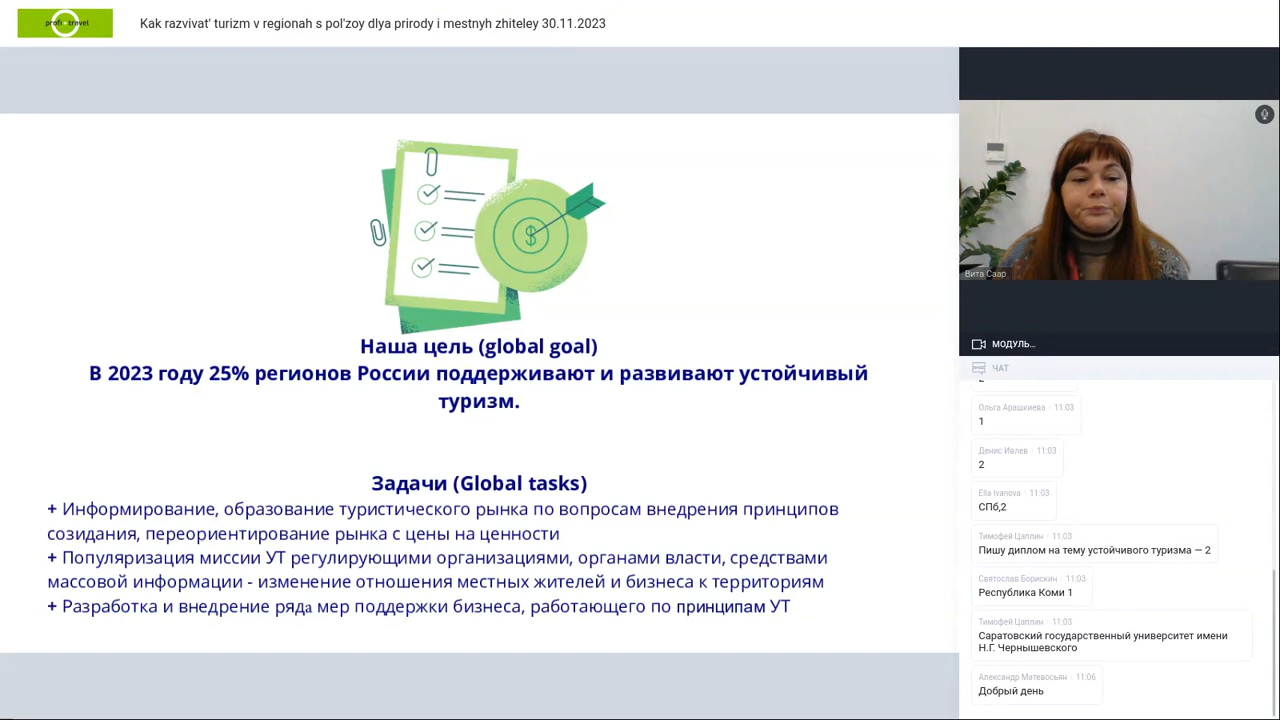 profi travel
Kak razvivat' turizm v regionah s pol'zoy dlya prirody i mestnyh zhiteley 30.11.2023
$
Наша цель (global goal)
В 2023 году 25% регионов России поддерживают и развивают устойчивый
туризм.
Задачи (Global tasks)
+ Информирование, образование туристического рынка по вопросам внедрения принципов
созидания, переориентирование рынка с цены на ценности
+ Популяризация миссии УТ регулирующими организациями, органами власти, средствами
массовой информации - изменение отношения местных жителей и бизнеса к территориям
+ Разработка и внедрение ряда мер поддержки бизнеса, работающего по принципам УТ
Вита Саар
МОДУЛЬ...
ЧАТ
2
Ольга Арашкиева 11:03
1
Денис Ивлев 11:03
2
Ella Ivanova 11:03
СПб,2
Тимофей Цаплин 11:03
Пишу диплом на тему устойчивого туризма — 2
Святослав Борискин 11:03
Республика Коми 1
Тимофей Цаплин 11:03
Саратовский государственный университет имени
Н.Г. Чернышевского
Александр Матевосьян 11:06
Добрый день